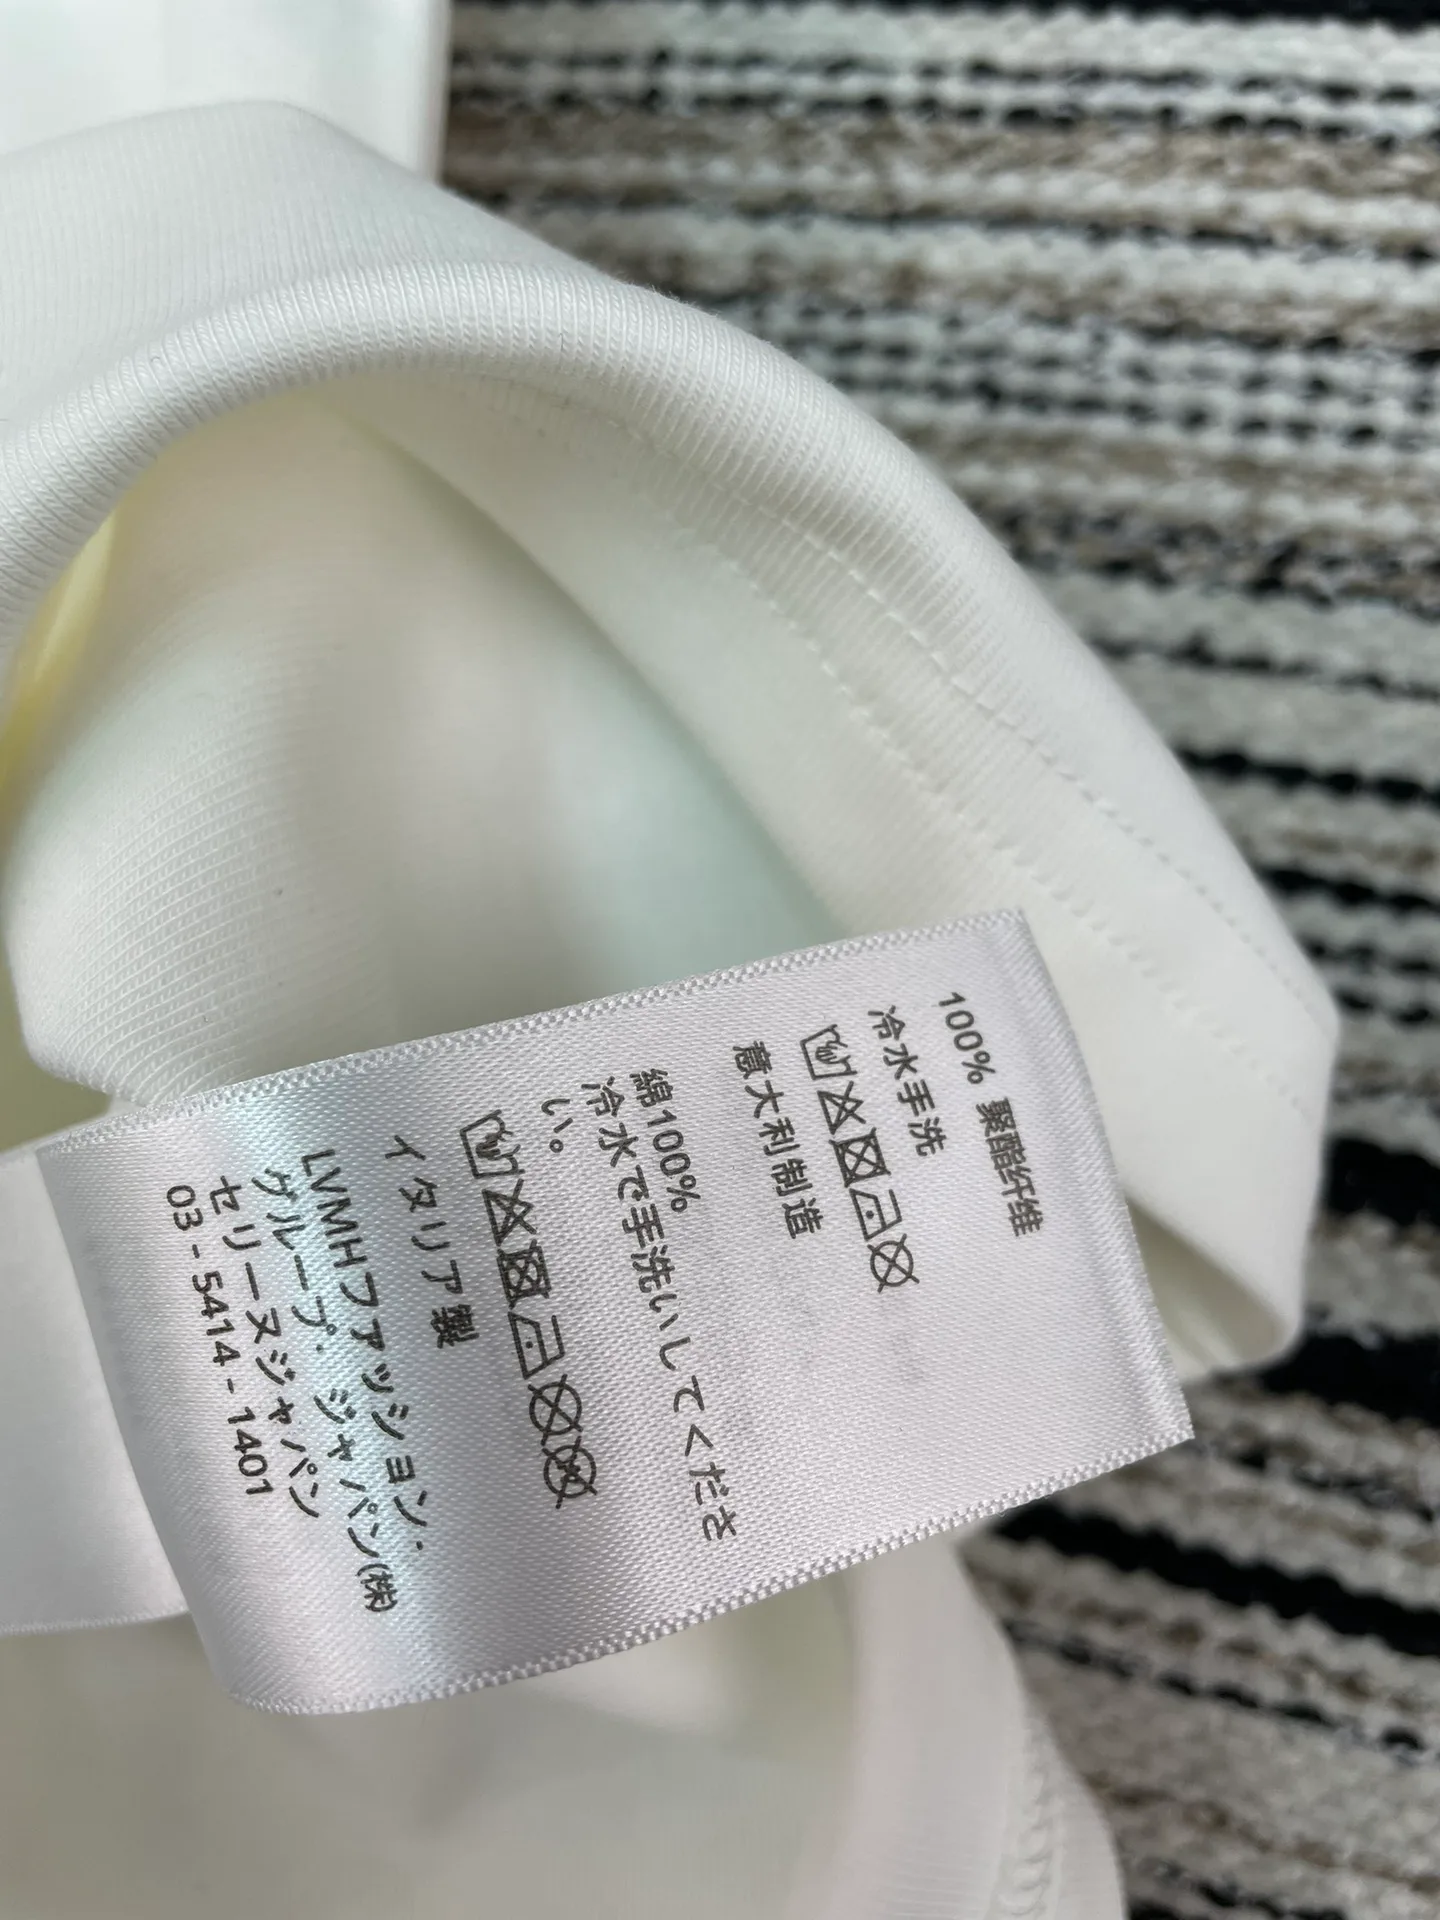 100% 聚酯纤维
冷水手洗
意大利制造
綿100%
冷水で手洗いしてくださ
い。
イタリア製
LVMHファッション・
グループ・ジャパン(株)
セリーヌジャパン
03-5414-1401